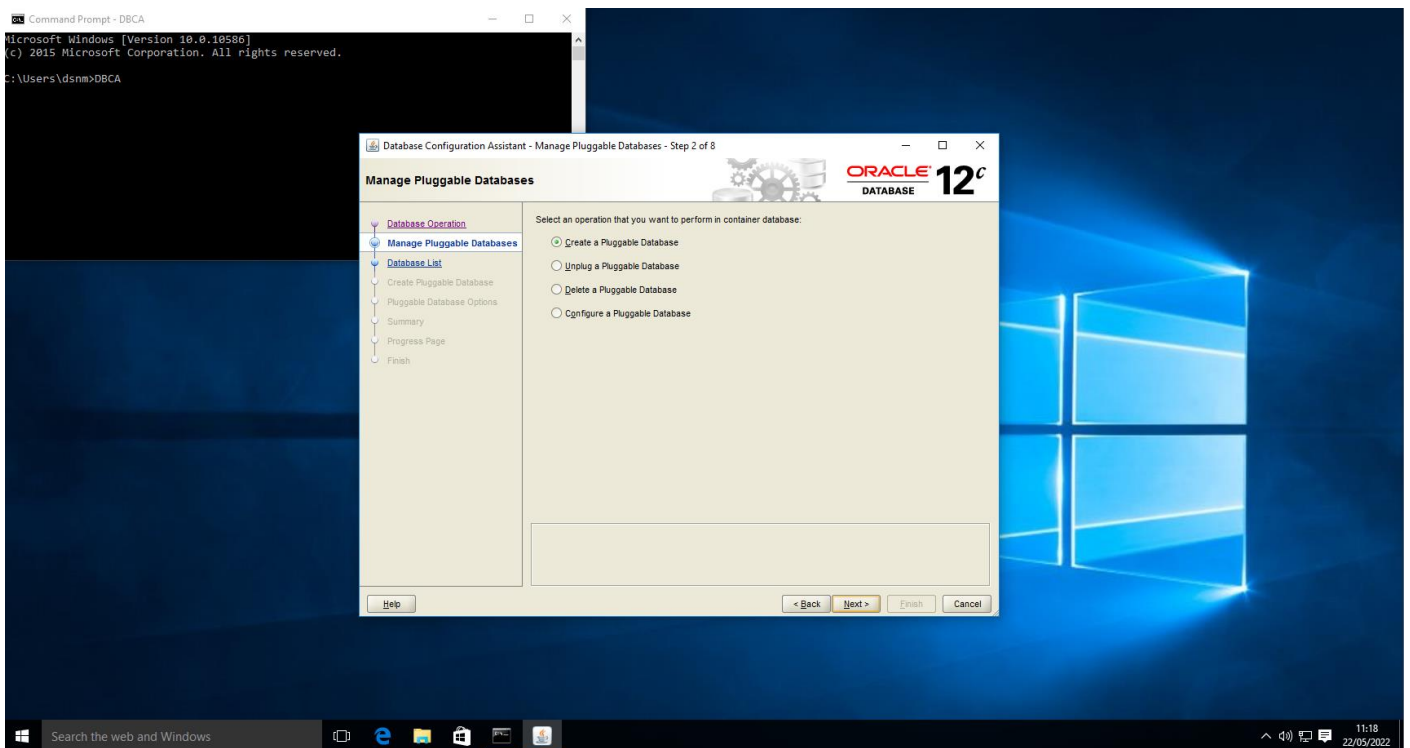 Command Prompt - DBCA
Microsoft Windows [Version 10.0.10586]
(c) 2015 Microsoft Corporation. All rights reserved.
C:\Users\dsnm>DBCA
Database Configuration Assistant - Manage Pluggable Databases - Step 2 of 8
Manage Pluggable Databases
ORACLE
DATABASE
12c
Database Operation
Manage Pluggable Databases
Database List
Create Pluggable Database
Pluggable Database Options
Summary
Progress Page
Finish
Select an operation that you want to perform in container database:
Create a Pluggable Database
Unplug a Pluggable Database
Delete a Pluggable Database
Configure a Pluggable Database
Help
< Back
Next >
Finish
Cancel
Search the web and Windows
11:18
22/05/2022